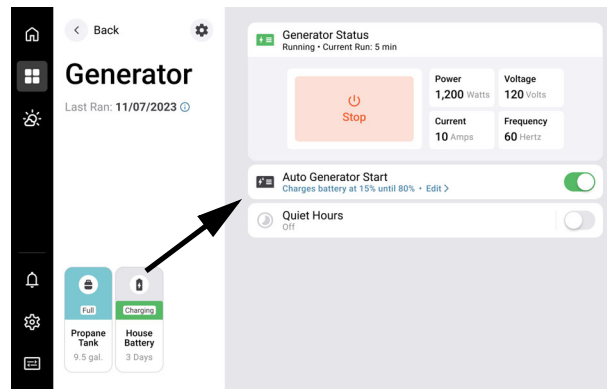 Back
Generator
Last Ran: 11/07/2023
Full
Propane
Tank
9.5 gal.
Charging
House
Battery
3 Days
Generator Status
Running • Current Run: 5 min
Stop
Power
1,200 Watts
Voltage
120 Volts
Current
10 Amps
Frequency
60 Hertz
Auto Generator Start
Charges battery at 15% until 80% • Edit >
Quiet Hours
Off